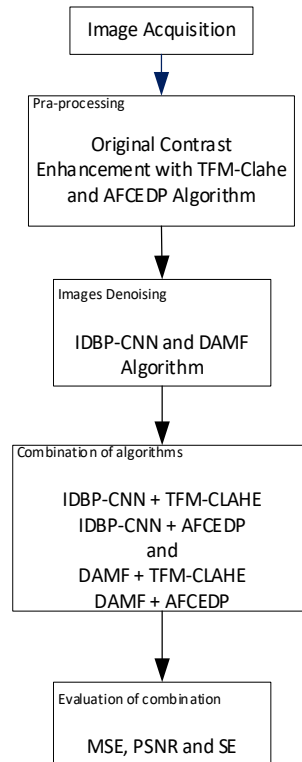 Image Acquisition
Pra-processing
Original Contrast
Enhancement with TFM-Clahe
and AFCEDP Algorithm
Images Denoising
IDBP-CNN and DAMF
Algorithm
Combination of algorithms
IDBP-CNN + TFM-CLAHE
IDBP-CNN + AFCEDP
and
DAMF + TFM-CLAHE
DAMF + AFCEDP
Evaluation of combination
MSE, PSNR and SE